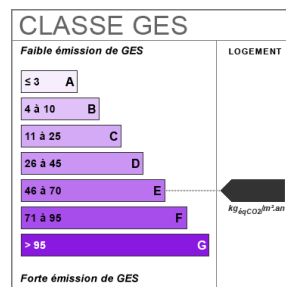 CLASSE GES
Faible émission de GES
LOGEMENT
≤ 3 A
4 à 10 B
11 à 25 C
26 à 45 D
46 à 70 E
71 à 95 F
kgéqCO2/m².an
> 95 G
Forte émission de GES